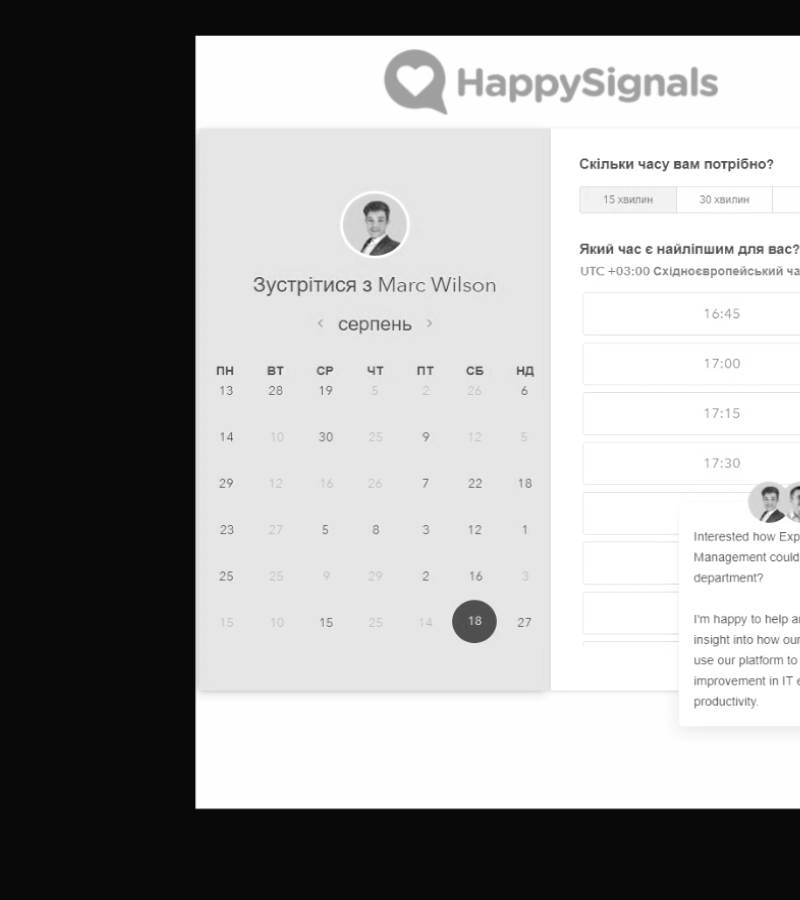 HappySignals
Зустрітися з Marc Wilson
серпень
ПН ВТ СР ЧТ ПТ СБ НД
13 28 19 5 2 26 6
14 10 30 25 9 12 5
29 12 16 26 7 22 18
23 27 5 8 3 12 1
25 25 9 29 2 16 3
15 10 15 25 14 18 27
Скільки часу вам потрібно?
15 хвилин 30 хвилин
Який час є найліпшим для вас?
UTC +03:00 Східноєвропейський ча
16:45
17:00
17:15
17:30
Interested how Exp
Management could
department?
I'm happy to help a
insight into how our
use our platform to
improvement in IT e
productivity.